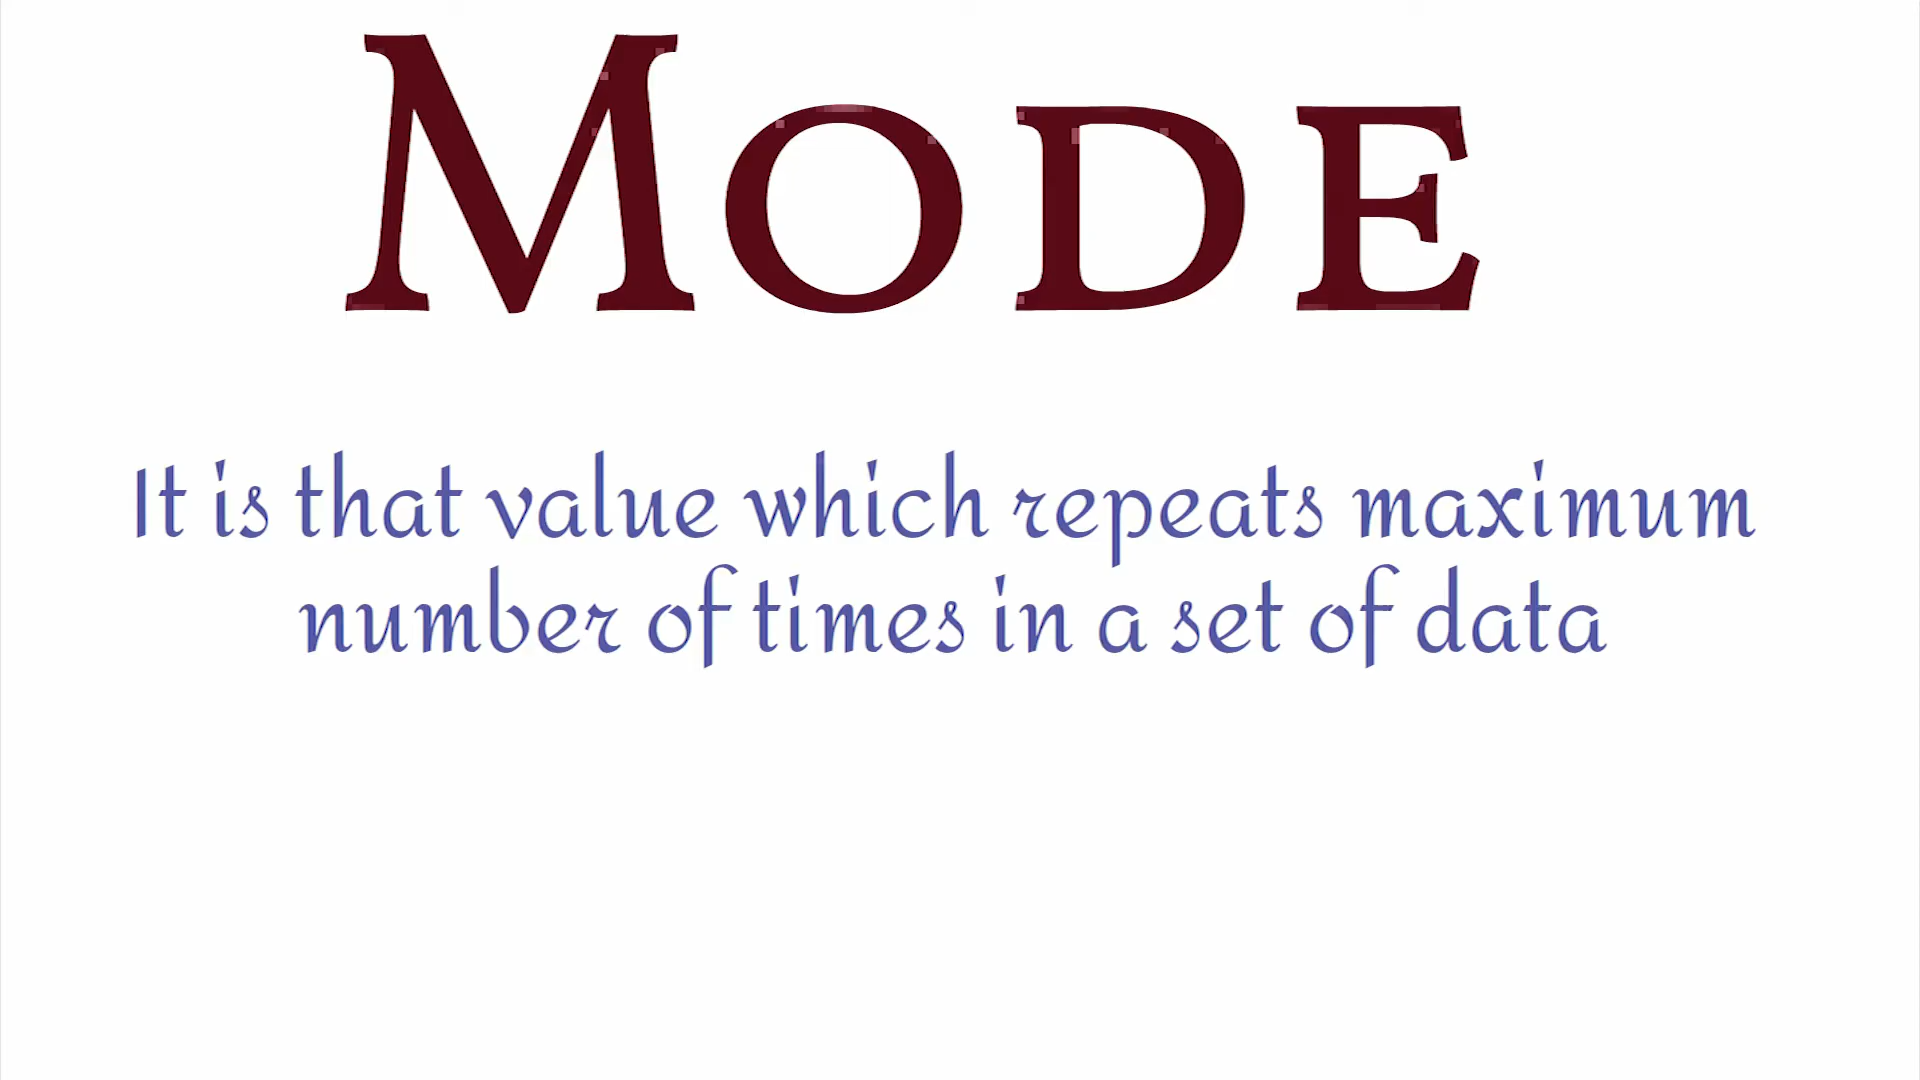 MODE
It is that value which repeats maximum
number of times in a set of data